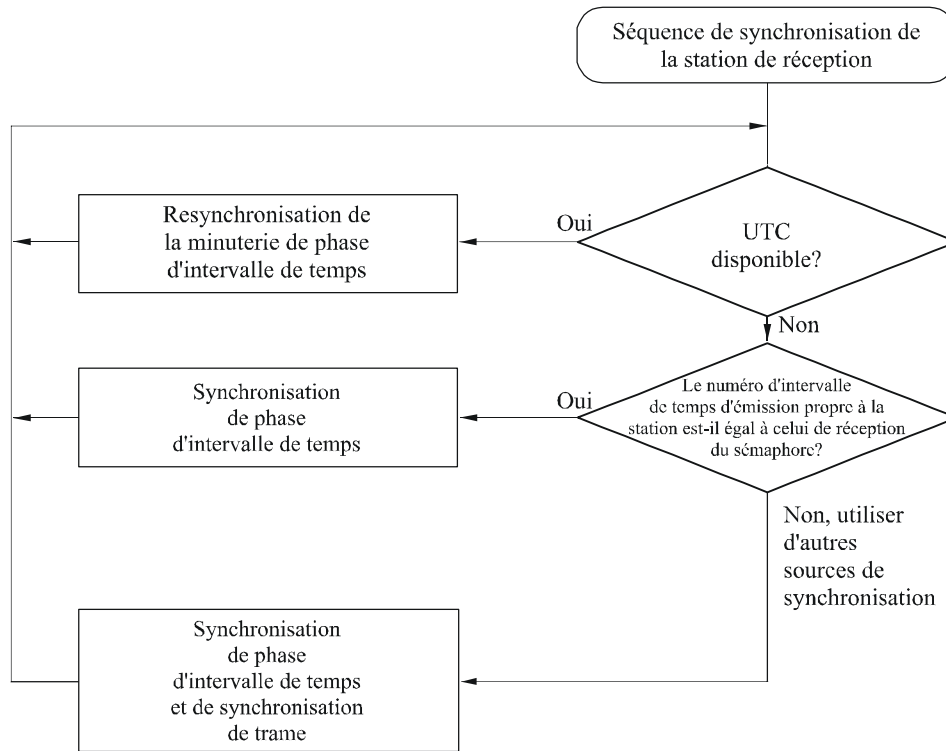 Séquence de synchronisation de
la station de réception
Resynchronisation de
la minuterie de phase
d'intervalle de temps
Oui
UTC
disponible?
Non
Synchronisation
de phase
d'intervalle de temps
Oui
Le numéro d'intervalle
de temps d'émission propre à la
station est-il égal à celui de réception
du sémaphore?
Non, utiliser
d'autres
sources de
synchronisation
Synchronisation
de phase
d'intervalle de temps
et de synchronisation
de trame